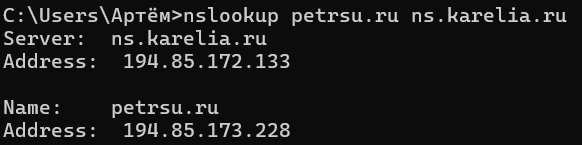 C:\Users\Артём>nslookup petrsu.ru ns.karelia.ru
Server:  ns.karelia.ru
Address:  194.85.172.133

Name:    petrsu.ru
Address:  194.85.173.228